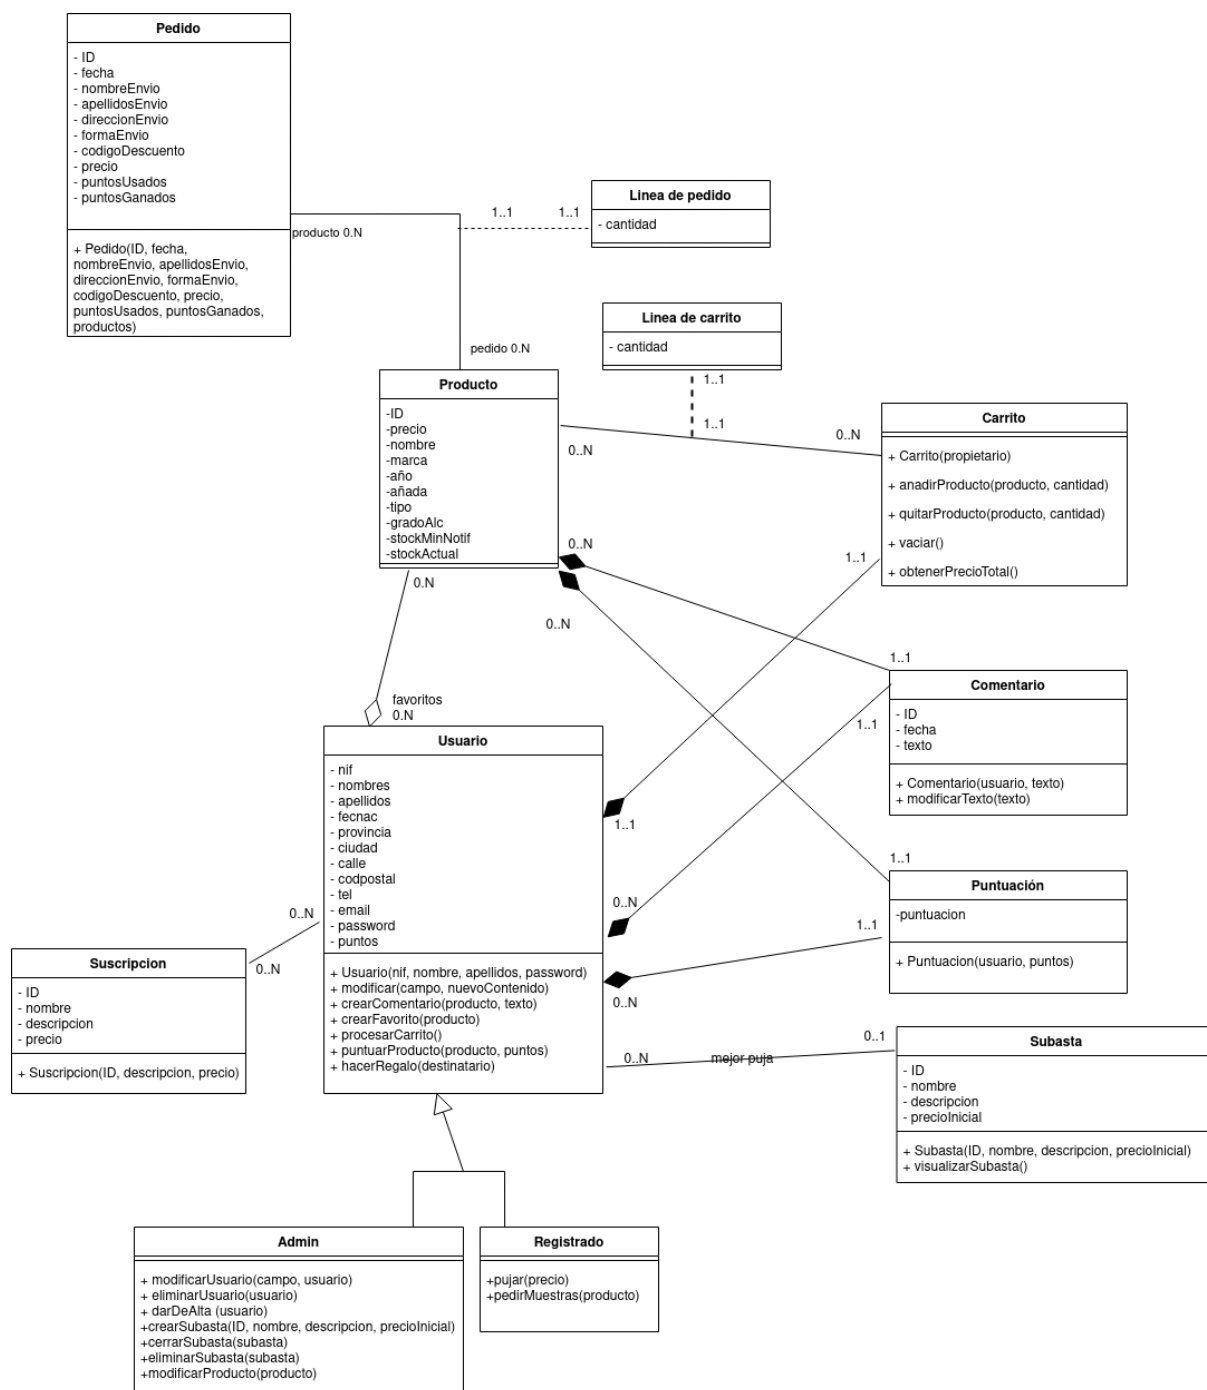 Pedido
- ID
- fecha
- nombreEnvio
- apellidosEnvio
- direccionEnvio
- formaEnvio
- codigoDescuento
- precio
- puntosUsados
- puntosGanados
+ Pedido(ID, fecha,
nombreEnvio, apellidosEnvio,
direccionEnvio, formaEnvio,
codigoDescuento, precio,
puntosUsados, puntosGanados,
productos)
producto 0.N
1..1
1..1
Linea de pedido
- cantidad
pedido 0.N
Linea de carrito
- cantidad
1..1
1..1
Producto
-ID
-precio
-nombre
-marca
-año
-añada
-tipo
-gradoAlc
-stockMinNotif
-stockActual
0..N
0..N
Carrito
+ Carrito(propietario)
+ anadirProducto(producto, cantidad)
+ quitarProducto(producto, cantidad)
+ vaciar()
+ obtenerPrecioTotal()
0..N
1..1
0.N
0..N
1..1
Comentario
- ID
- fecha
- texto
+ Comentario(usuario, texto)
+ modificarTexto(texto)
favoritos
0.N
1..1
Usuario
- nif
- nombres
- apellidos
- fecnac
- provincia
- ciudad
- calle
- codpostal
- tel
- email
- password
- puntos
+ Usuario(nif, nombre, apellidos, password)
+ modificar(campo, nuevoContenido)
+ crearComentario(producto, texto)
+ crearFavorito(producto)
+ procesarCarrito()
+ puntuarProducto(producto, puntos)
+ hacerRegalo(destinatario)
1..1
1..1
Puntuación
-puntuacion
+ Puntuacion(usuario, puntos)
0..N
1..1
0..N
0..N
0..N
Suscripcion
- ID
- nombre
- descripcion
- precio
+ Suscripcion(ID, descripcion, precio)
0..N
mejor puja
0..1
Subasta
- ID
- nombre
- descripcion
- precioInicial
+ Subasta(ID, nombre, descripcion, precioInicial)
+ visualizarSubasta()
Admin
+ modificarUsuario(campo, usuario)
+ eliminarUsuario(usuario)
+ darDeAlta (usuario)
+crearSubasta(ID, nombre, descripcion, precioInicial)
+cerrarSubasta(subasta)
+eliminarSubasta(subasta)
+modificarProducto(producto)
Registrado
+pujar(precio)
+pedirMuestras(producto)